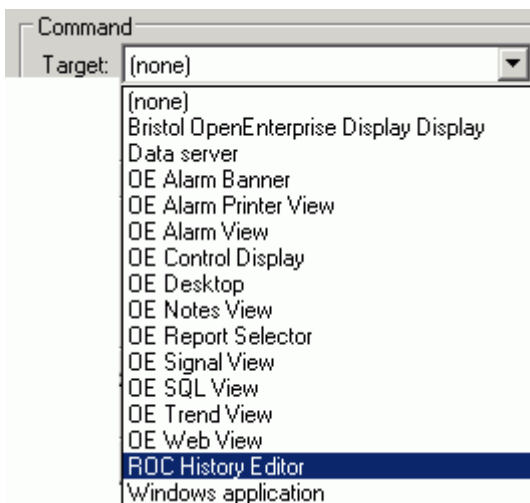 Command
Target: (none)
(none)
Bristol OpenEnterprise Display Display
Data server
OE Alarm Banner
OE Alarm Printer View
OE Alarm View
OE Control Display
OE Desktop
OE Notes View
OE Report Selector
OE Signal View
OE SQL View
OE Trend View
OE Web View
ROC History Editor
Windows application